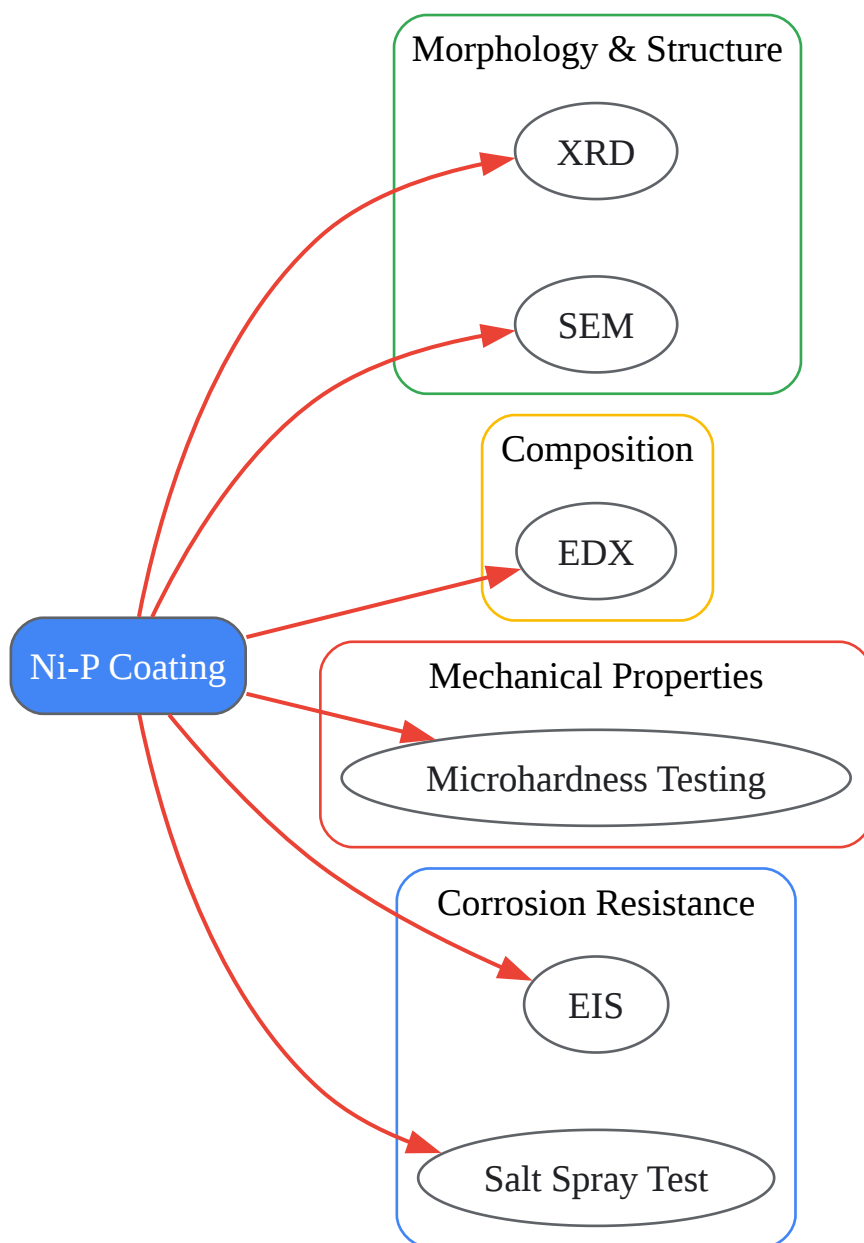 Morphology & Structure
XRD
SEM
Composition
EDX
Ni-P Coating
Mechanical Properties
Microhardness Testing
Corrosion Resistance
EIS
Salt Spray Test